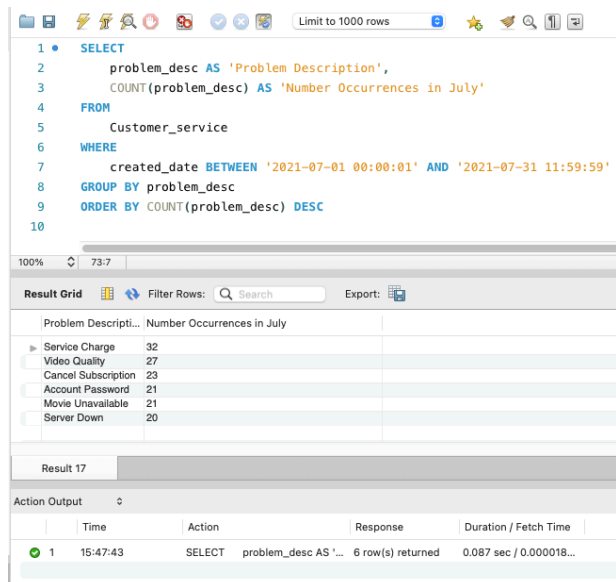 Limit to 1000 rows
1 SELECT
2 problem_desc AS 'Problem Description',
3 COUNT(problem_desc) AS 'Number Occurrences in July'
4 FROM
5 Customer_service
6 WHERE
7 created_date BETWEEN '2021-07-01 00:00:01' AND '2021-07-31 11:59:59'
8 GROUP BY problem_desc
9 ORDER BY COUNT(problem_desc) DESC
10
100% 73:7
Result Grid Filter Rows: Search Export:
Problem Descripti... Number Occurrences in July
Service Charge 32
Video Quality 27
Cancel Subscription 23
Account Password 21
Movie Unavailable 21
Server Down 20
Result 17
Action Output
Time Action Response Duration / Fetch Time
1 15:47:43 SELECT problem_desc AS '... 6 row(s) returned 0.087 sec / 0.000018...